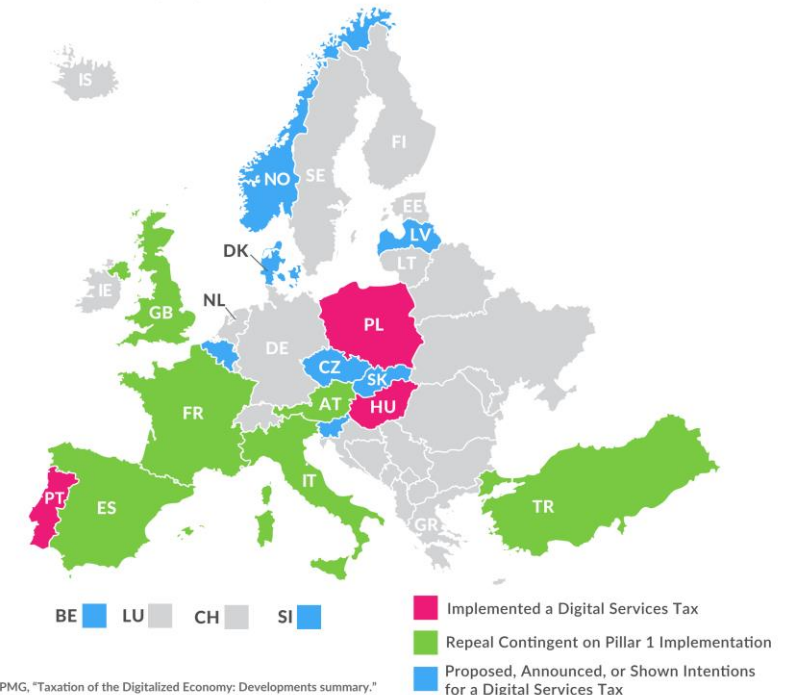 IS
FI
NO
SE
EE
LV
DK
LT
IE
NL
GB
PL
DE
CZ
SK
FR
AT
HU
IT
PT
ES
TR
GR
BE
LU
CH
SI
Implemented a Digital Services Tax
Repeal Contingent on Pillar 1 Implementation
Proposed, Announced, or Shown Intentions
for a Digital Services Tax
PMG, "Taxation of the Digitalized Economy: Developments summary."